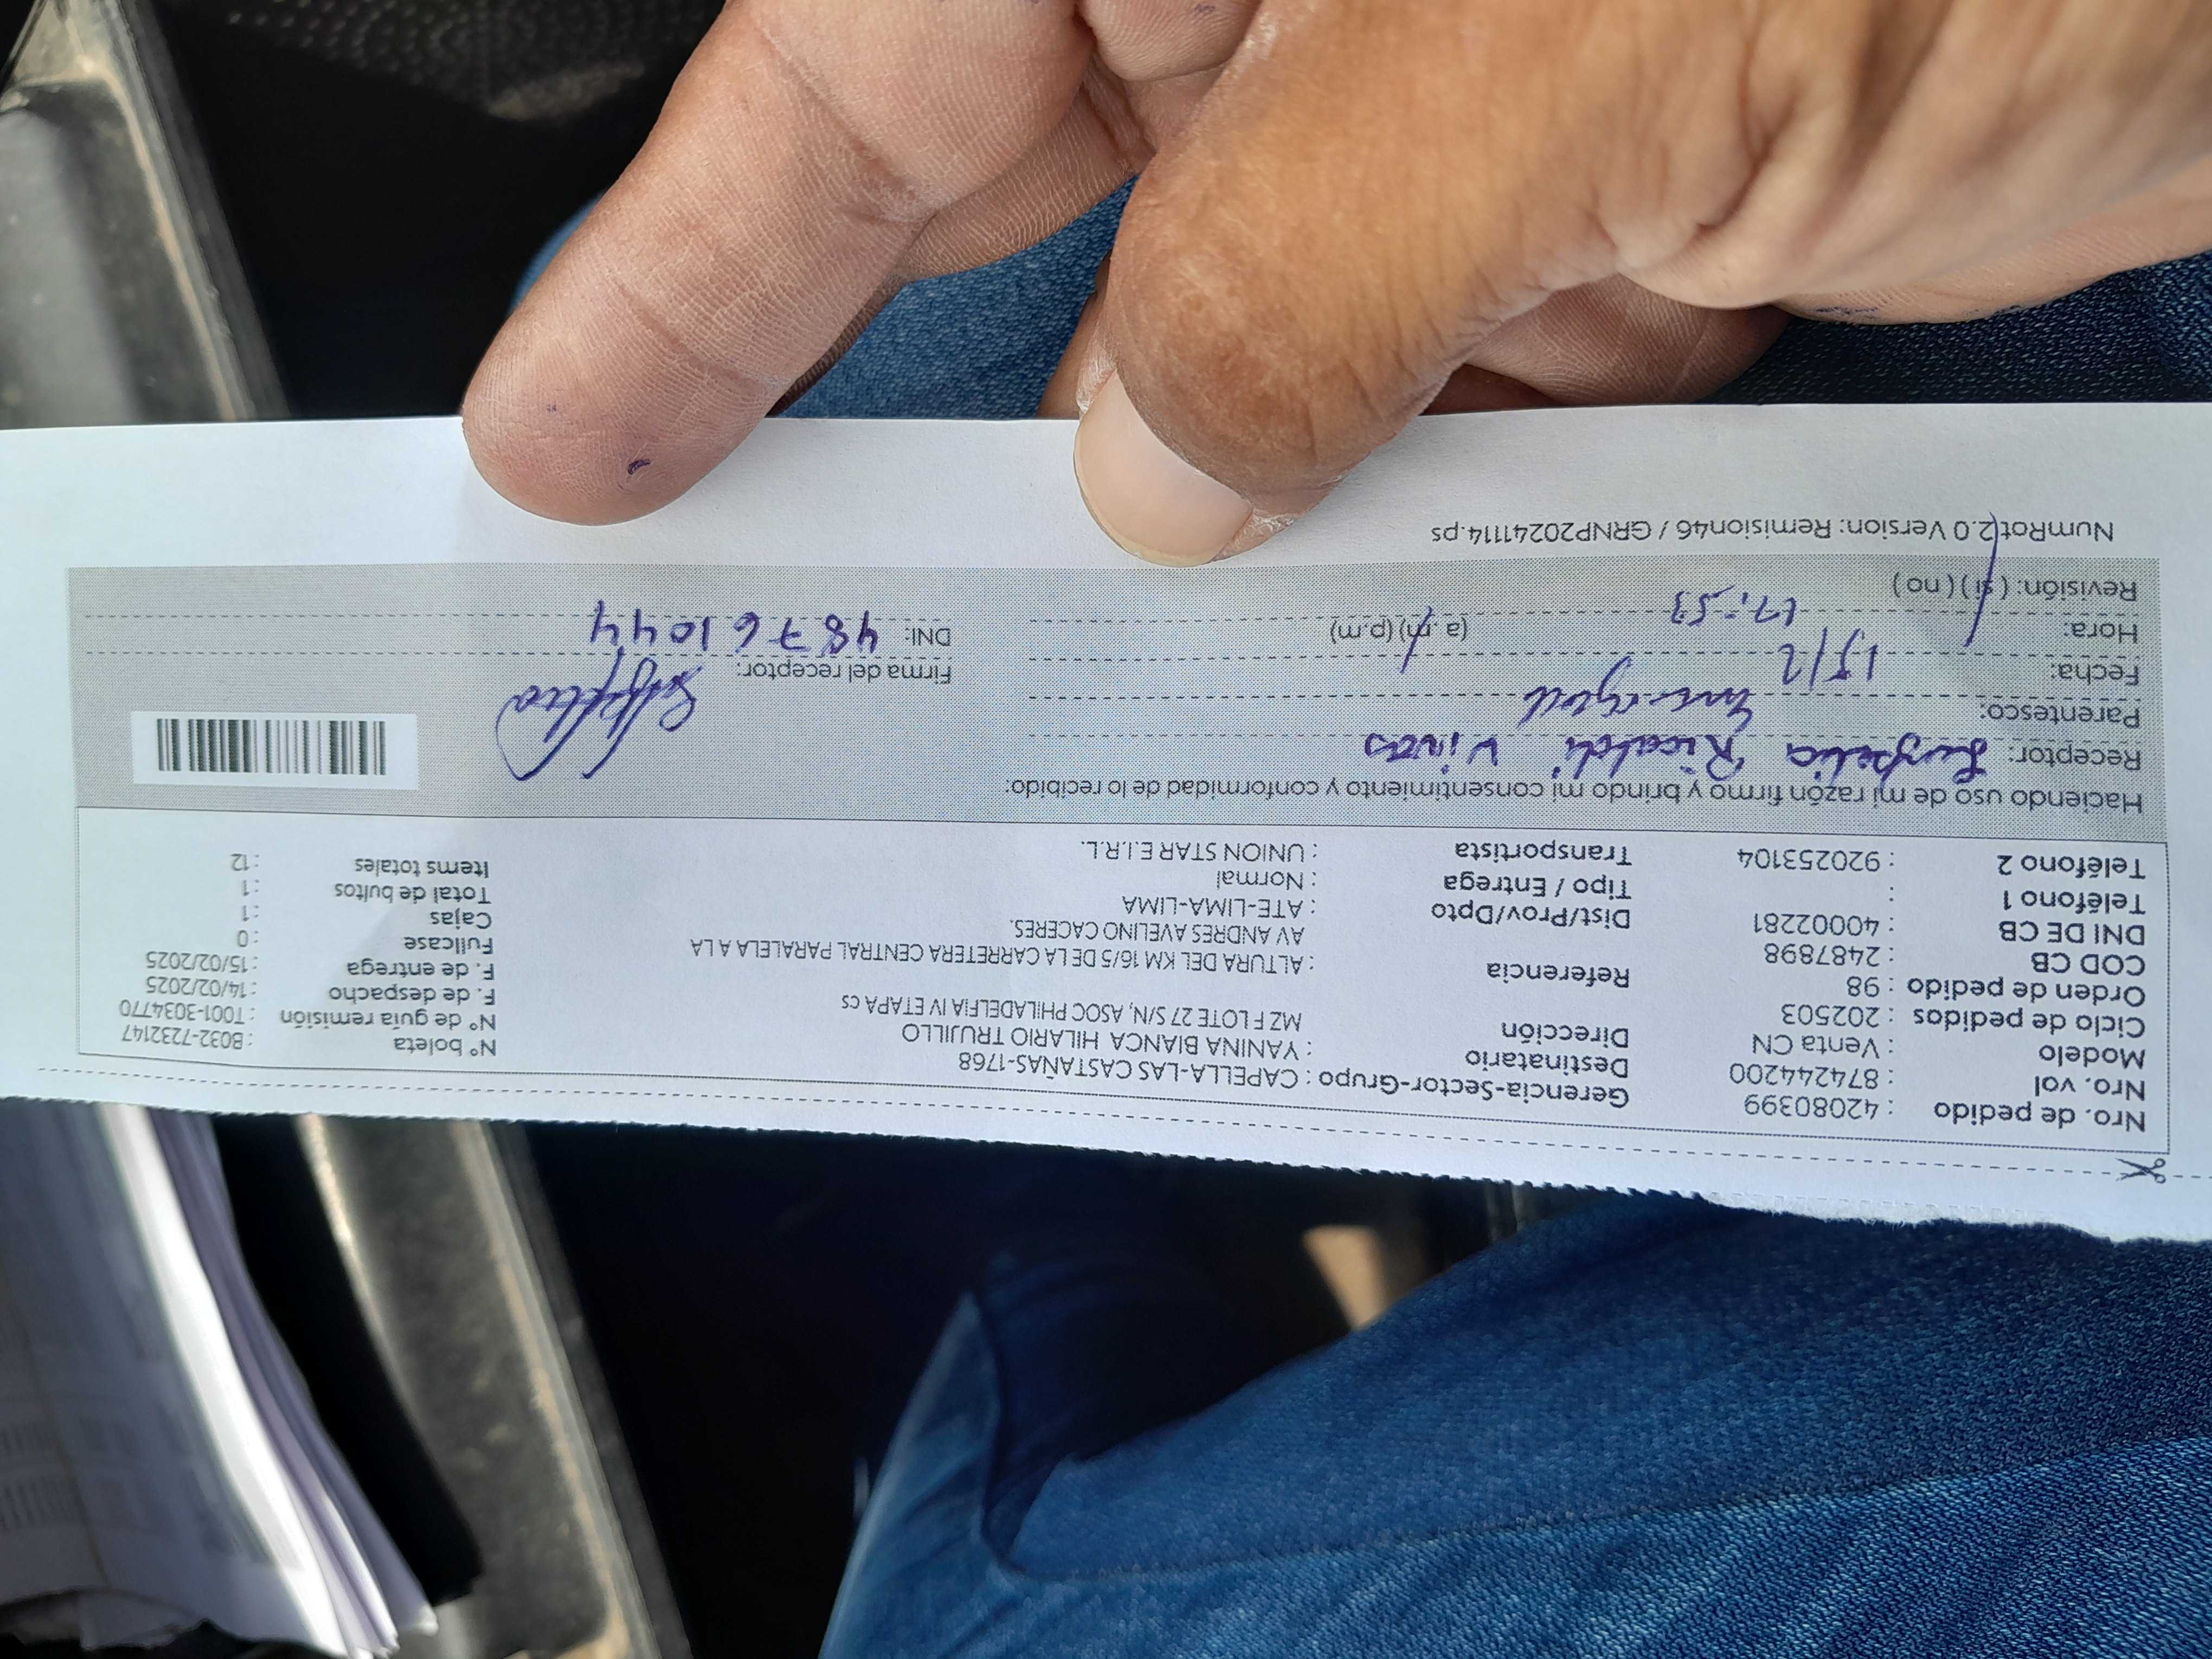 Nro. de pedido : 42080399
Nro. vol : 874244200
Modelo : Venta CN
Ciclo de pedidos : 202503
Orden de pedido : 98
COD CB : 2487898
DNI DE CB : 40002281
Teléfono 1 :
Teléfono 2 : 920253104
Gerencia-Sector-Grupo : CAPELLA-LAS CASTAÑAS-1768
Destinatario : YANINA BIANCA HILARIO TRUJILLO
Dirección MZ F LOTE 27 S/N, ASOC PHILADELFIA IV ETAPA cs
Referencia : ALTURA DEL KM 16/5 DE LA CARRETERA CENTRAL PARALELA A LA
AV ANDRES AVELINO CACERES.
Dist/Prov/Dpto : ATE-LIMA-LIMA
Tipo / Entrega : Normal
Transportista : UNION STAR E.I.R.L.
N° boleta : B032-7232147
N° de guía remisión : T001-3034770
F. de despacho : 14/02/2025
F. de entrega : 15/02/2025
Fullcase : 0
Cajas : 1
Total de bultos : 1
Items totales : 12
Haciendo uso de mi razón firmo y brindo mi consentimiento y conformidad de lo recibido:
Receptor: Ricaldi Vivas
Parentesco:
Fecha: 15/2
Hora: :53 (a.m) (p.m)
Revisión: ( si ) ( no )
Firma del receptor:
DNI: 48761044
NumRot 2.0 Version: Remision46 / GRNP20241114.ps